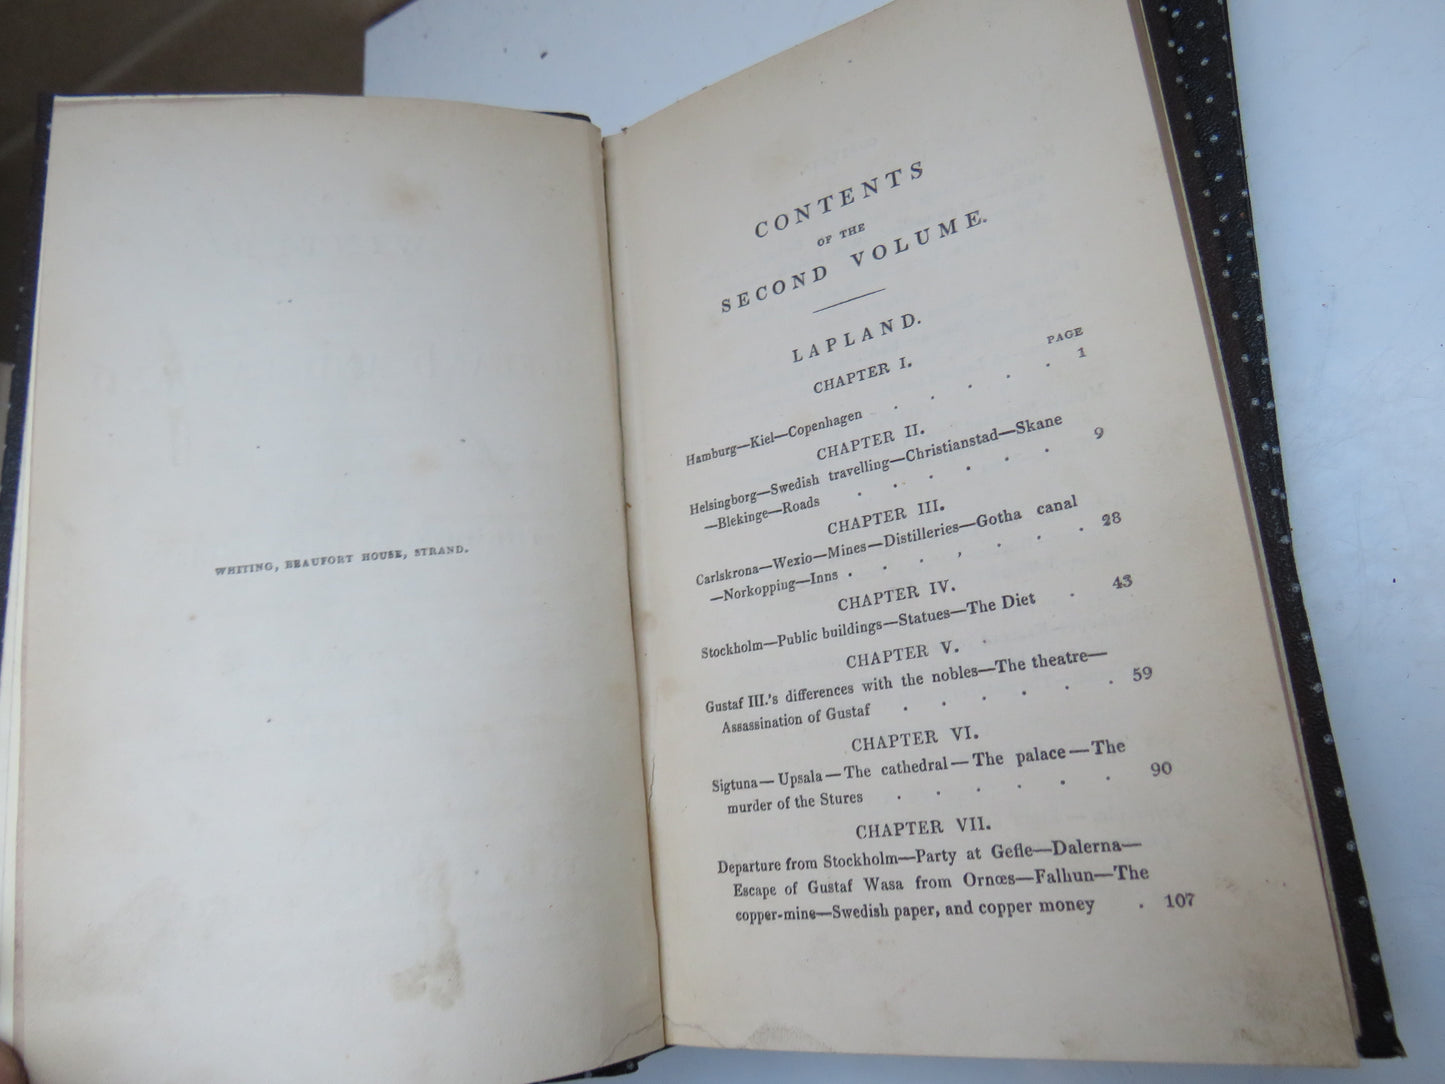 WHITING, BEAUFORT HOUSE, STRAND.
CONTENTS
OF THE
SECOND VOLUME.
LAPLAND.
CHAPTER I.
PAGE
Hamburg—Kiel—Copenhagen . . . . . 1
CHAPTER II.
Helsingborg—Swedish travelling—Christianstad—Skane
—Blekinge—Roads . . . . . . 9
CHAPTER III.
Carlskrona—Wexio—Mines—Distilleries—Gotha canal
—Norkopping—Inns . . . . . . 28
CHAPTER IV.
Stockholm—Public buildings—Statues—The Diet . 43
CHAPTER V.
Gustaf III.'s differences with the nobles—The theatre—
Assassination of Gustaf . . . . . . 59
CHAPTER VI.
Sigtuna—Upsala—The cathedral—The palace—The
murder of the Stures . . . . . . 90
CHAPTER VII.
Departure from Stockholm—Party at Gefle—Dalerna—
Escape of Gustaf Wasa from Ornœs—Falhun—The
copper-mine—Swedish paper, and copper money . 107